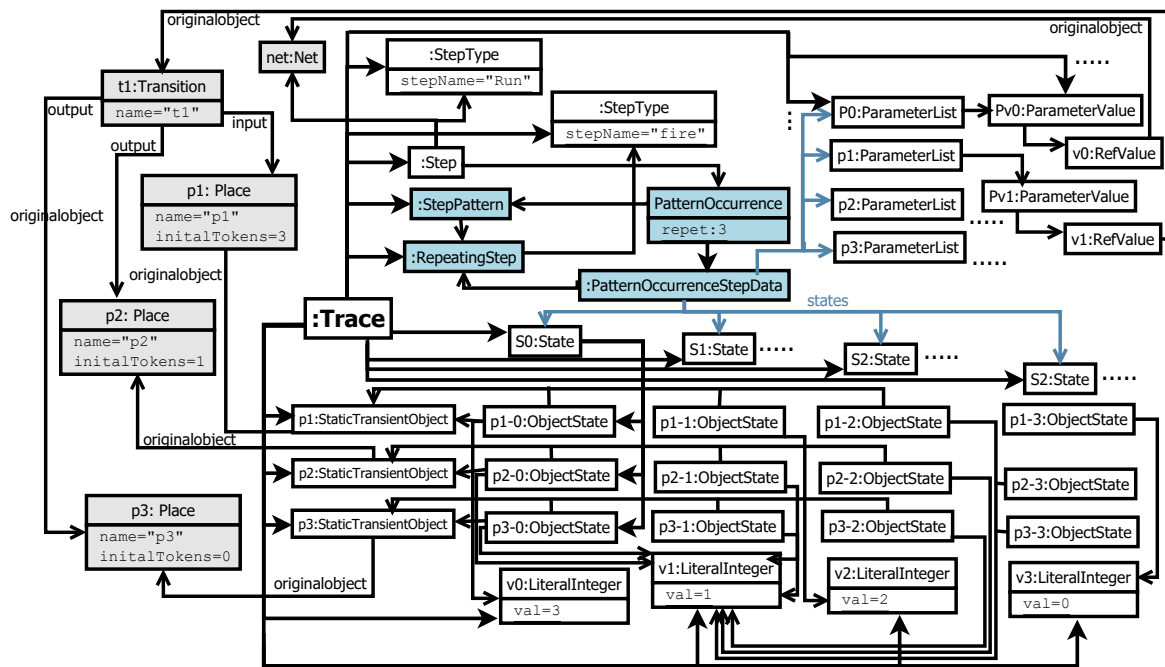 originalobject
originalobject
net:Net
:StepType
stepName="Run"
.....
t1:Transition
name="t1"
output
input
output
:StepType
stepName="fire"
...
P0:ParameterList
Pv0:ParameterValue
:Step
p1:ParameterList
v0:RefValue
p1: Place
name="p1"
initalTokens=3
:StepPattern
PatternOccurrence
repet:3
p2:ParameterList
Pv1:ParameterValue
originalobject
.....
:RepeatingStep
p3:ParameterList
v1:RefValue
.....
originalobject
:PatternOccurrenceStepData
p2: Place
name="p2"
initalTokens=1
:Trace
states
S0:State
S1:State
.....
S2:State
.....
S2:State
.....
p1:StaticTransientObject
p1-0:ObjectState
p1-1:ObjectState
p1-2:ObjectState
p1-3:ObjectState
originalobject
p2:StaticTransientObject
p2-0:ObjectState
p2-1:ObjectState
p2-2:ObjectState
p2-3:ObjectState
p3: Place
name="p3"
initalTokens=0
p3:StaticTransientObject
p3-0:ObjectState
p3-1:ObjectState
p3-2:ObjectState
p3-3:ObjectState
originalobject
v0:LiteralInteger
val=3
v1:LiteralInteger
val=1
v2:LiteralInteger
val=2
v3:LiteralInteger
val=0